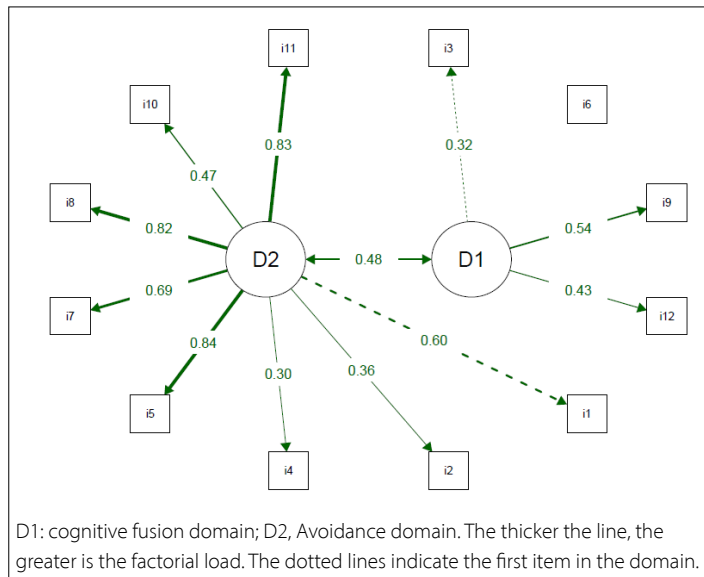 i11
i3
i10
i6
0.83
0.32
0.47
i8
i9
0.82
0.54
D2
0.48
D1
0.69
0.43
i7
i12
0.84
0.60
0.30
0.36
i5
i1
i4
i2
D1: cognitive fusion domain; D2, Avoidance domain. The thicker the line, the
greater is the factorial load. The dotted lines indicate the first item in the domain.